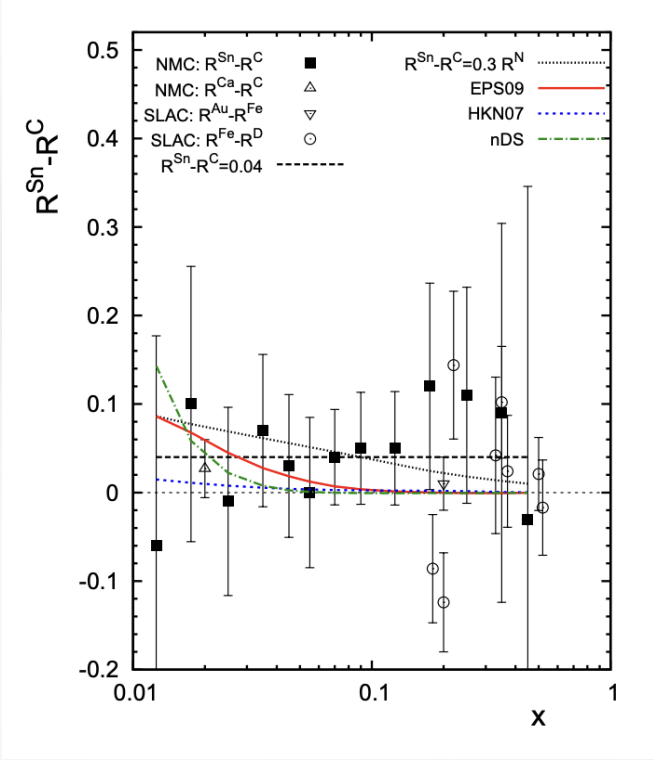 0.5
0.4
0.3
0.2
0.1
0
-0.1
-0.2
0.01
0.1
1
R^Sn-R^C
x
NMC: R^Sn-R^C
NMC: R^Ca-R^C
SLAC: R^Au-R^Fe
SLAC: R^Fe-R^D
R^Sn-R^C=0.04
R^Sn-R^C=0.3 R^N
EPS09
HKN07
nDS